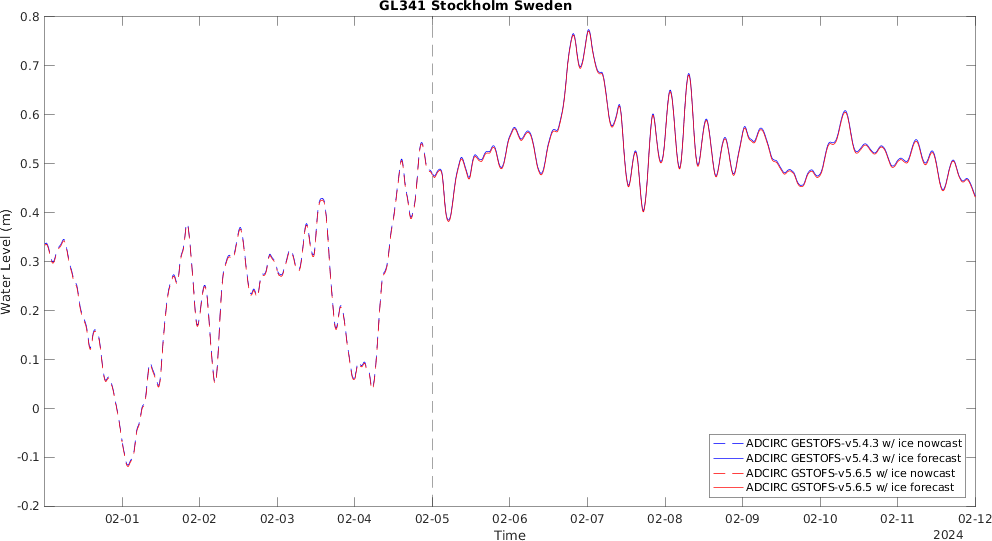 GL341 Stockholm Sweden
0.8
0.7
0.6
0.5
0.4
0.3
0.2
0.1
0
-0.1
-0.2
Water Level (m)
ADCIRC GESTOFS-v5.4.3 w/ ice nowcast
ADCIRC GESTOFS-v5.4.3 w/ ice forecast
ADCIRC GSTOFS-v5.6.5 w/ ice nowcast
ADCIRC GSTOFS-v5.6.5 w/ ice forecast
02-01 02-02 02-03 02-04 02-05 02-06 02-07 02-08 02-09 02-10 02-11 02-12
Time
2024